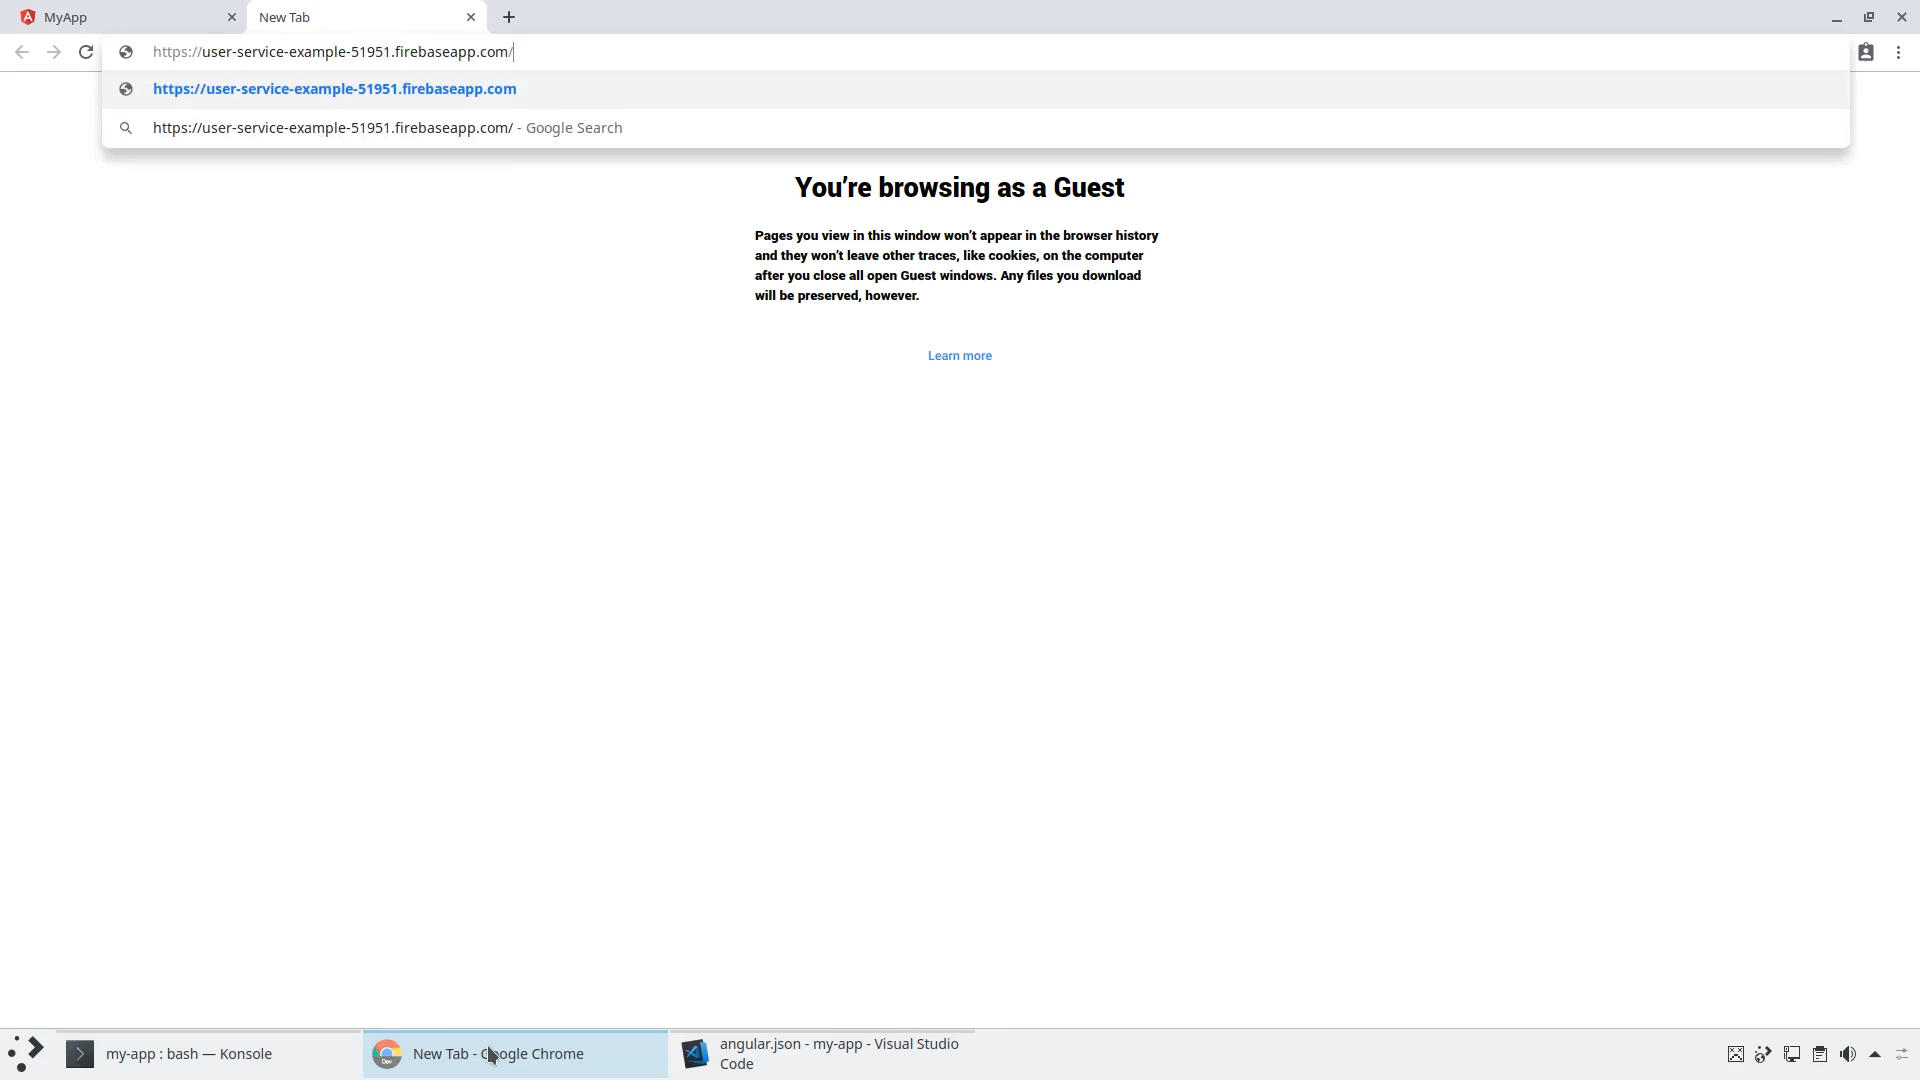 MyApp
New Tab
https://user-service-example-51951.firebaseapp.com/
https://user-service-example-51951.firebaseapp.com
https://user-service-example-51951.firebaseapp.com/ - Google Search
You’re browsing as a Guest
Pages you view in this window won’t appear in the browser history
and they won’t leave other traces, like cookies, on the computer
after you close all open Guest windows. Any files you download
will be preserved, however.
Learn more
my-app : bash — Konsole
Dev
New Tab - Google Chrome
angular.json - my-app - Visual Studio
Code